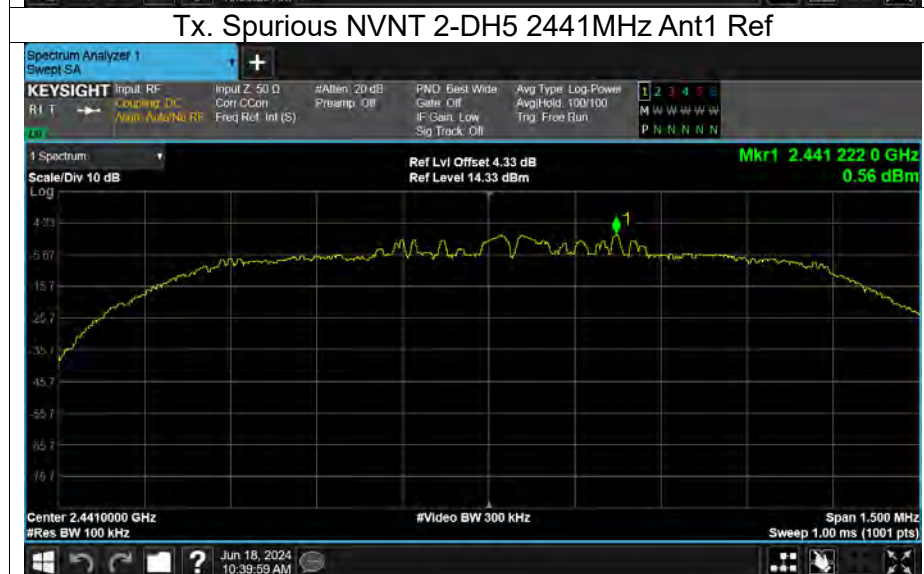 Tx. Spurious NVNT 2-DH5 2441MHz Ant1 Ref
Spectrum Analyzer 1
Swept SA
+
KEYSIGHT Input: RF
R L T
Coupling: DC
Align: Auto/No RF
Input Z: 50 Ω
Corr CCorr
Freq Ref: Int (S)
#Atten: 20 dB
Preamp: Off
PNO: Best Wide
Gate: Off
IF Gain: Low
Sig Track: Off
Avg Type: Log-Power
Avg|Hold: 100/100
Trig: Free Run
1 2 3 4 5 6
M W W W W W
P N N N N N
1 Spectrum
Scale/Div 10 dB
Ref Lvl Offset 4.33 dB
Ref Level 14.33 dBm
Mkr1 2.441 222 0 GHz
0.56 dBm
Log
1
4.33
-5.67
-15.7
-25.7
-35.7
-45.7
-55.7
-65.7
-75.7
Center 2.4410000 GHz
#Res BW 100 kHz
#Video BW 300 kHz
Span 1.500 MHz
Sweep 1.00 ms (1001 pts)
?
Jun 18, 2024
10:39:59 AM